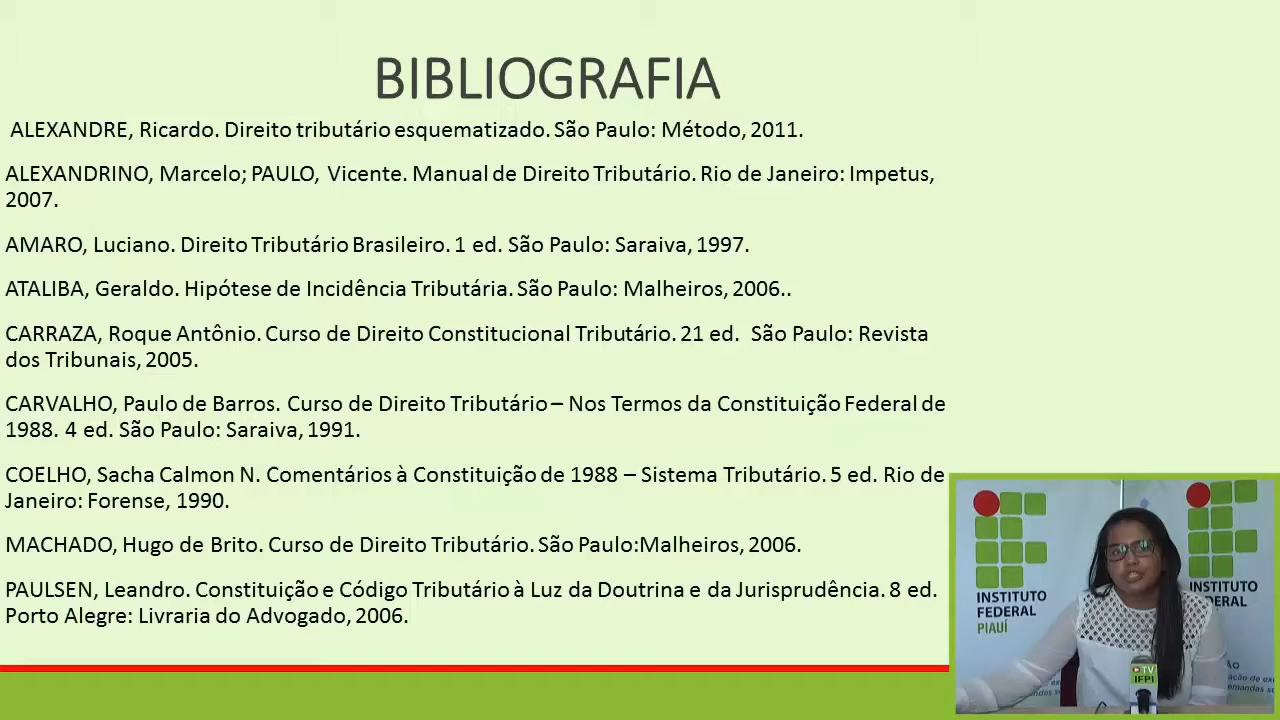 BIBLIOGRAFIA
ALEXANDRE, Ricardo. Direito tributário esquematizado. São Paulo: Método, 2011.
ALEXANDRINO, Marcelo; PAULO, Vicente. Manual de Direito Tributário. Rio de Janeiro: Impetus,
2007.
AMARO, Luciano. Direito Tributário Brasileiro. 1 ed. São Paulo: Saraiva, 1997.
ATALIBA, Geraldo. Hipótese de Incidência Tributária. São Paulo: Malheiros, 2006..
CARRAZA, Roque Antônio. Curso de Direito Constitucional Tributário. 21 ed. São Paulo: Revista
dos Tribunais, 2005.
CARVALHO, Paulo de Barros. Curso de Direito Tributário – Nos Termos da Constituição Federal de
1988. 4 ed. São Paulo: Saraiva, 1991.
COELHO, Sacha Calmon N. Comentários à Constituição de 1988 – Sistema Tributário. 5 ed. Rio de
Janeiro: Forense, 1990.
MACHADO, Hugo de Brito. Curso de Direito Tributário. São Paulo:Malheiros, 2006.
PAULSEN, Leandro. Constituição e Código Tributário à Luz da Doutrina e da Jurisprudência. 8 ed.
Porto Alegre: Livraria do Advogado, 2006.
INSTITUTO
FEDERAL
PIAUÍ
INSTITUTO
TV
IFPI